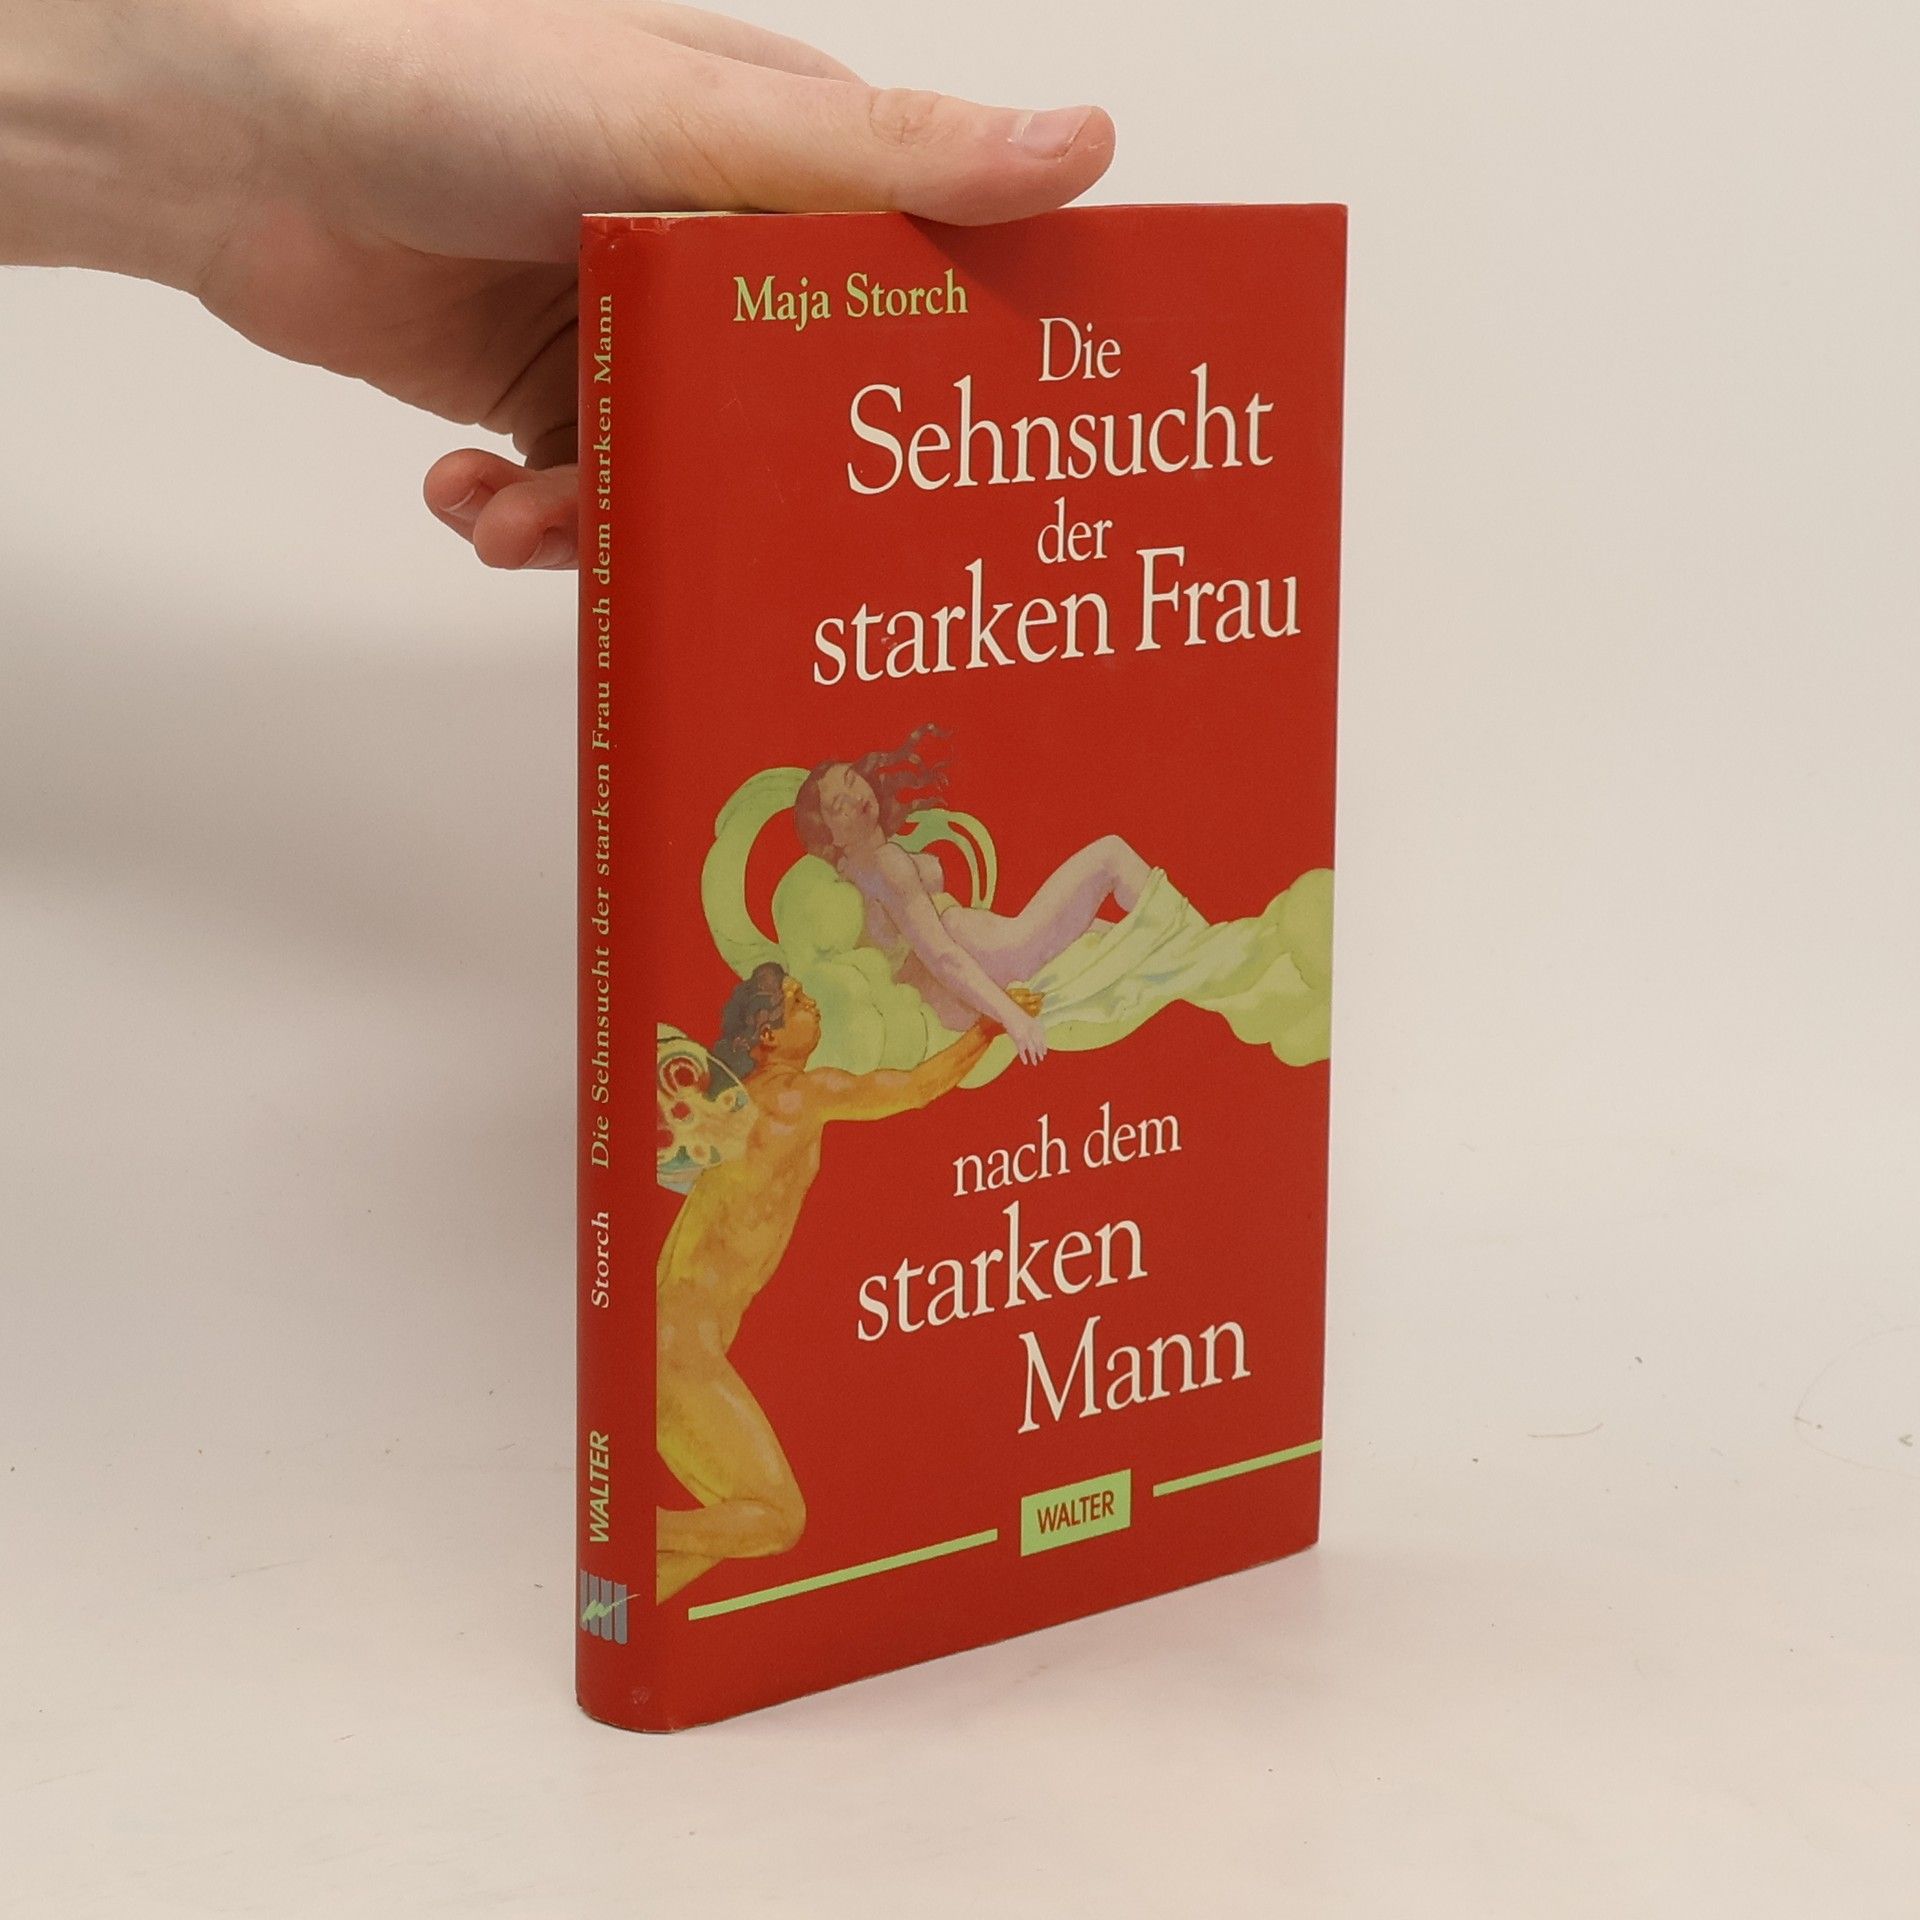 Maja Storch
Die
Sehnsucht
der
starken Frau
nach dem
starken
Mann
WALTER
Storch Die Sehnsucht der starken Frau nach dem starken Mann
WALTER